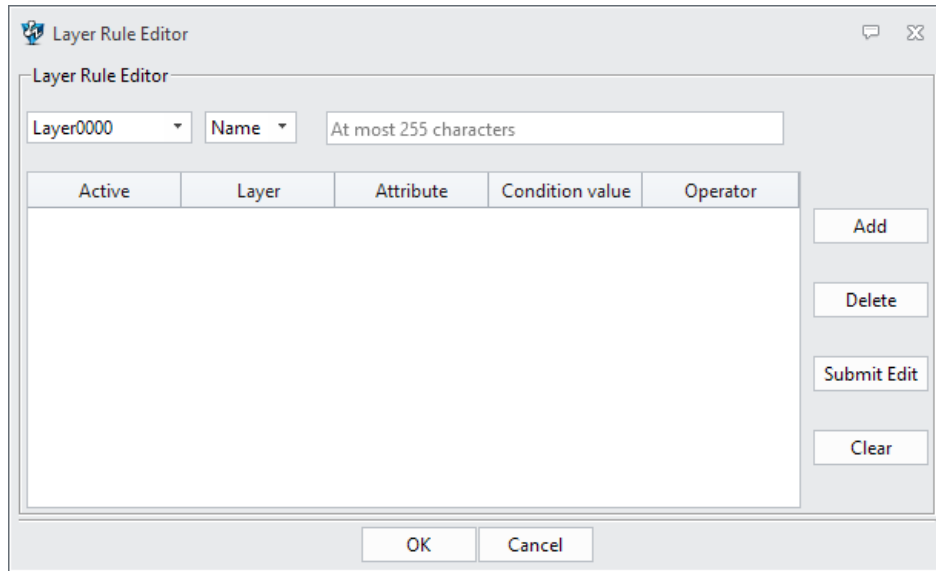 Layer Rule Editor
Layer Rule Editor
Layer0000 Name At most 255 characters
Active Layer Attribute Condition value Operator
Add
Delete
Submit Edit
Clear
OK Cancel